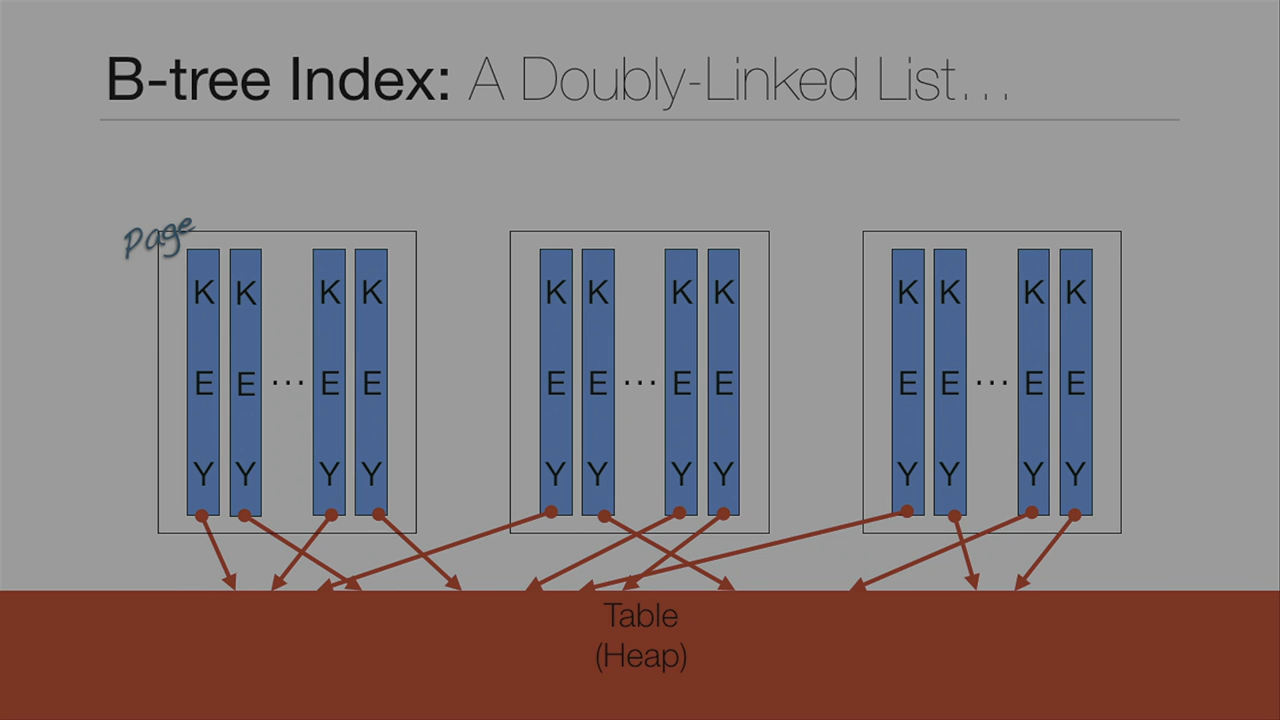 B-tree Index: A Doubly-Linked List...
Page
K K K K K K K K K K K K
E E ... E E E E ... E E E E ... E E
Y Y Y Y Y Y Y Y Y Y Y Y
Table
(Heap)